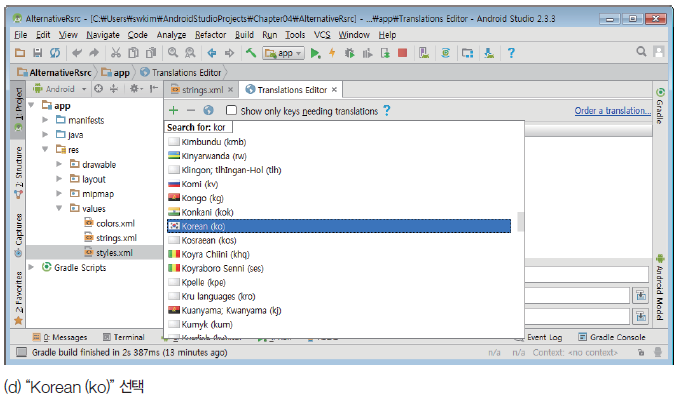 AlternativeRsrc - [C:₩Users₩swkim₩AndroidStudioProjects₩Chapter04₩AlternativeRsrc] - ...₩app₩Translations Editor - Android Studio 2.3.3
File Edit View Navigate Code Analyze Refactor Build Run Tools VCS Window Help
app
AlternativeRsrc app Translations Editor
1: Project
Android
strings.xml
Translations Editor
Gradle
app
Show only keys needing translations ?
Order a translation...
manifests
Search for: kor
java
Kimbundu (kmb)
res
Kinyarwanda (rw)
drawable
Klingon; tlhIngan-Hol (tlh)
layout
Komi (kv)
mipmap
Kongo (kg)
values
Konkani (kok)
colors.xml
Korean (ko)
strings.xml
Kosraean (kos)
styles.xml
Koyra Chiini (khq)
Gradle Scripts
Koyraboro Senni (ses)
Kpelle (kpe)
Kru languages (kro)
Kuanyama; Kwanyama (kj)
Kumyk (kum)
Z: Structure
Captures
2: Favorites
Android Model
0: Messages
Terminal
Event Log
Gradle Console
Gradle build finished in 2s 387ms (13 minutes ago)
n/a n/a Context: <no context>
(d) “Korean (ko)” 선택